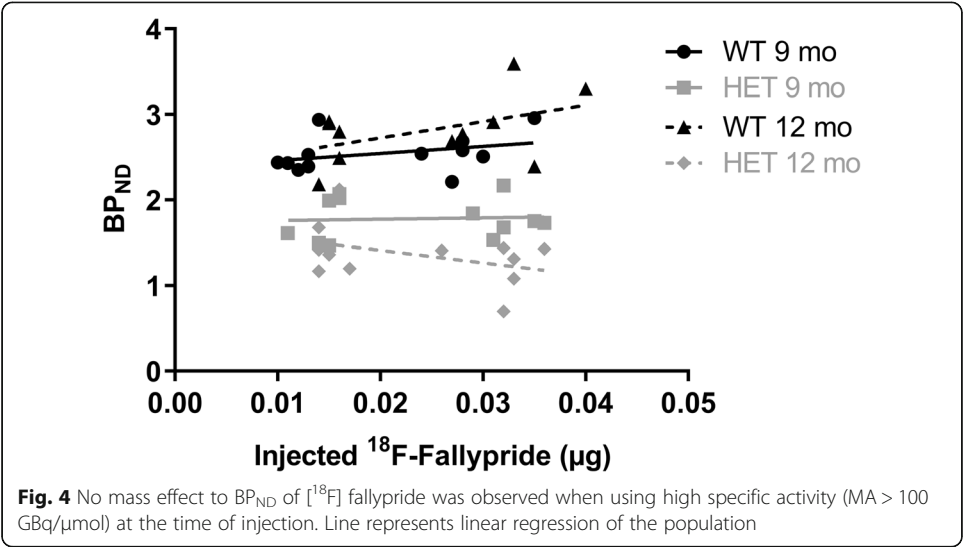 4
3
2
1
0
BP_ND
0.00 0.01 0.02 0.03 0.04 0.05
Injected ¹⁸F-Fallypride (µg)
WT 9 mo
HET 9 mo
WT 12 mo
HET 12 mo
Fig. 4 No mass effect to BP_ND of [¹⁸F] fallypride was observed when using high specific activity (MA > 100
GBq/µmol) at the time of injection. Line represents linear regression of the population